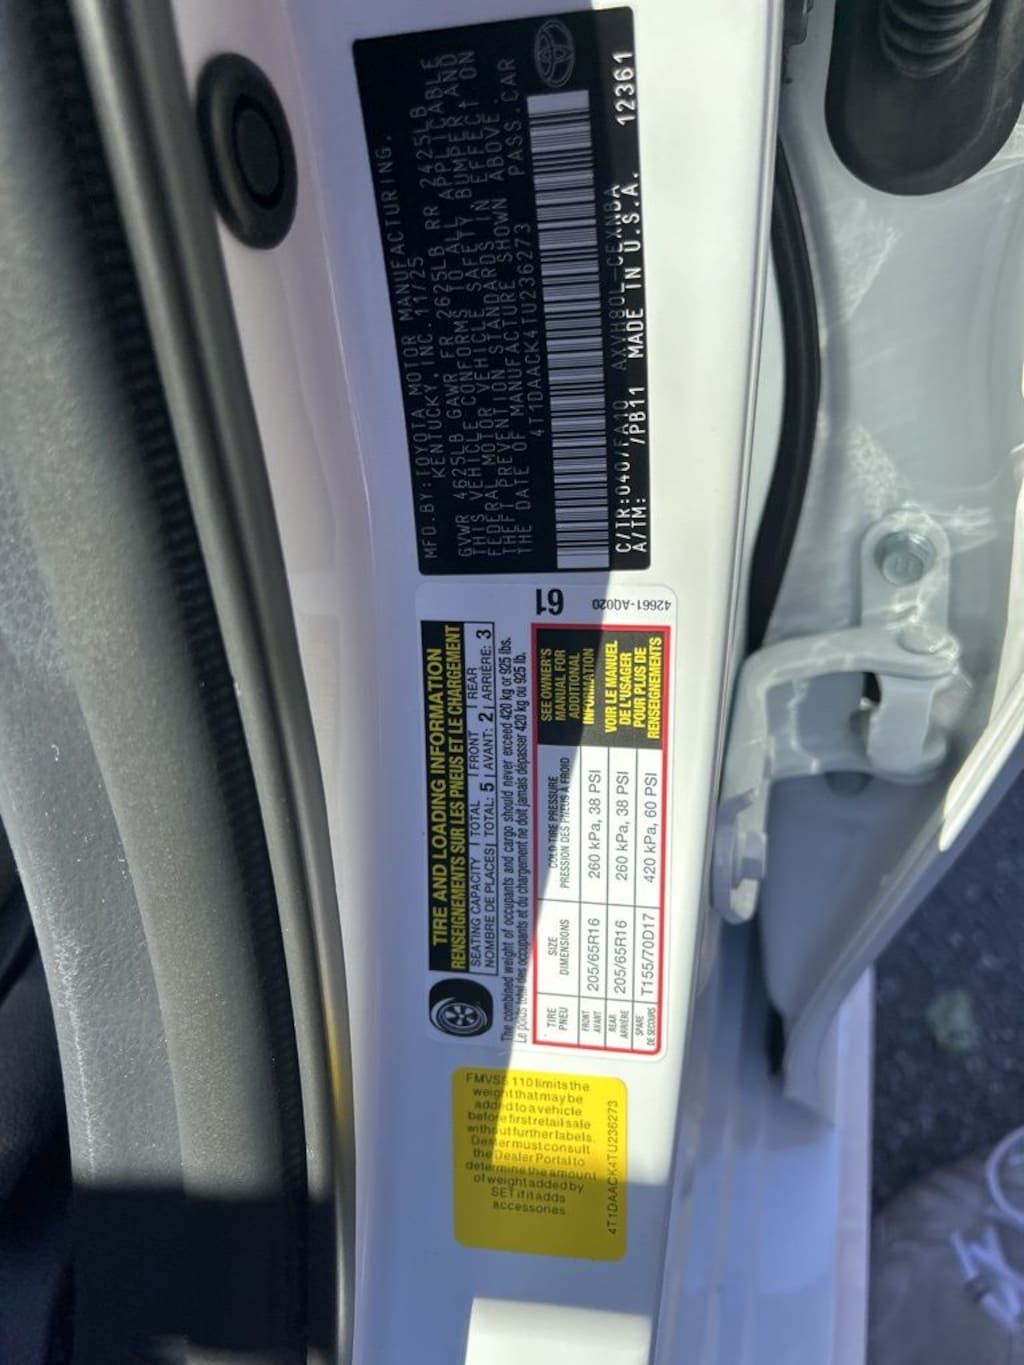 MFD.BY:TOYOTA MOTOR MANUFACTURING,
KENTUCKY, INC. 11/25
GVWR 4625LB GAWR FR 2625LB RR 2425LB
THIS VEHICLE CONFORMS TO ALL APPLICABLE
FEDERAL MOTOR VEHICLE SAFETY, BUMPER, AND
THEFT PREVENTION STANDARDS IN EFFECT ON
THE DATE OF MANUFACTURE SHOWN ABOVE.
4T1DAACK4TU236273 PASS. CAR
C/TR:040/FA10 AXVH80L-CEXNBA
A/TM: /PB11 MADE IN U.S.A. 12361
TIRE AND LOADING INFORMATION
RENSEIGNEMENTS SUR LES PNEUS ET LE CHARGEMENT
SEATING CAPACITY TOTAL FRONT REAR
NOMBRE DE PLACES TOTAL: 5 AVANT: 2 ARRIÈRE: 3
The combined weight of occupants and cargo should never exceed 420 kg or 925 lbs.
Le poids total des occupants et du chargement ne doit jamais dépasser 420 kg ou 925 lb.
61
42661-AQ020
TIRE SIZE COLD TIRE PRESSURE
PNEU DIMENSIONS PRESSION DES PNEUS À FROID
FRONT
AVANT 205/65R16 260 kPa, 38 PSI
REAR
ARRIÈRE 205/65R16 260 kPa, 38 PSI
SPARE
DE SECOURS T155/70D17 420 kPa, 60 PSI
SEE OWNER'S
MANUAL FOR
ADDITIONAL
INFORMATION
VOIR LE MANUEL
DE L'USAGER
POUR PLUS DE
RENSEIGNEMENTS
FMVSS 110 limits the
weight that may be
added to a vehicle
before first retail sale
without further labels.
Dealer must consult
the Dealer Portal to
determine the amount
of weight added by
SET if it adds
accessories.
4T1DAACK4TU236273